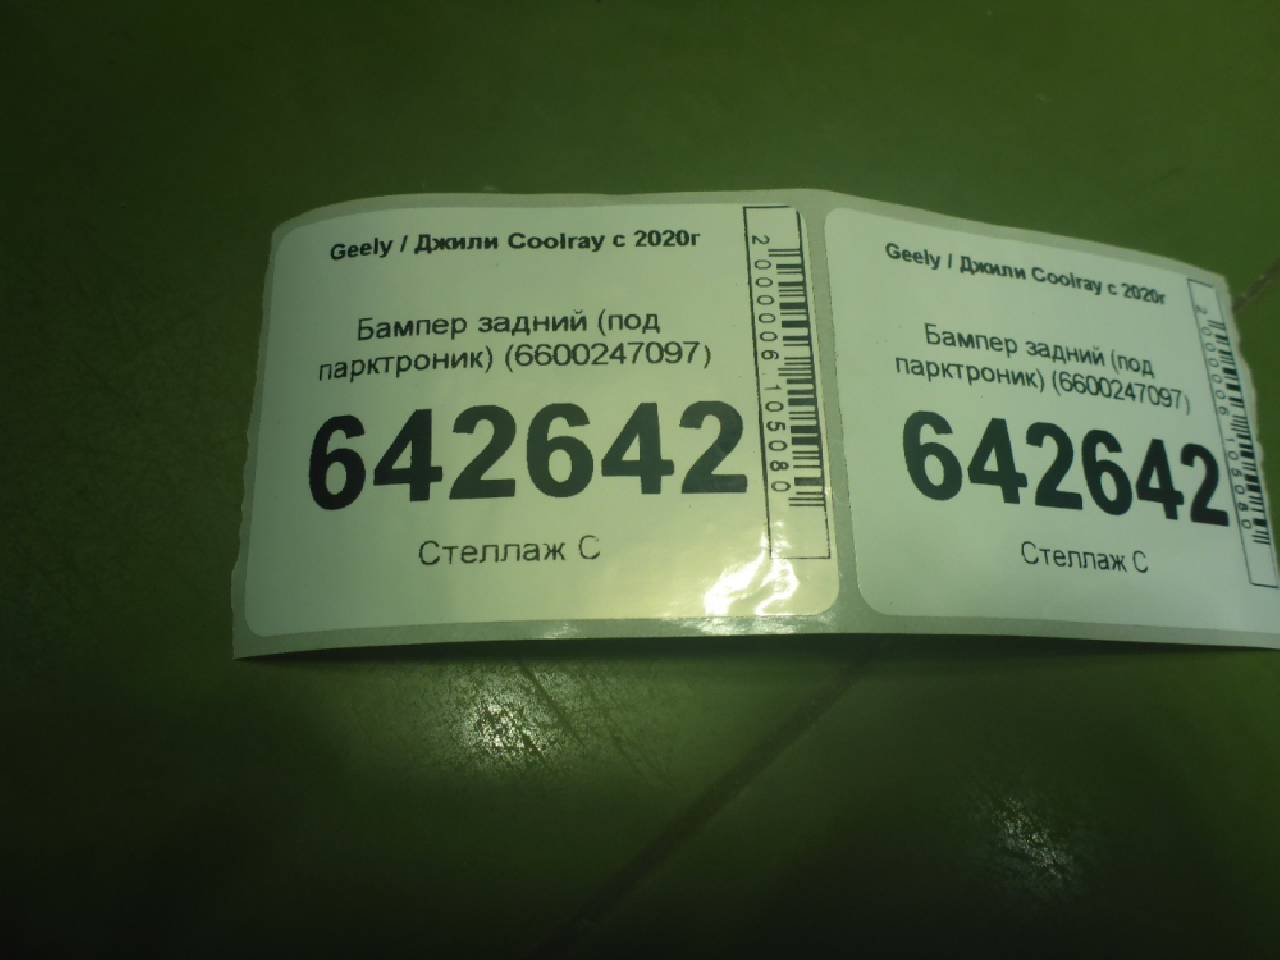 Geely / Джили Coolray с 2020г
Бампер задний (под
парктроник) (6600247097)
642642
Стеллаж С
2000006105080
Geely / Джили Coolray с 2020г
Бампер задний (под
парктроник) (6600247097)
642642
Стеллаж С
2000006105080